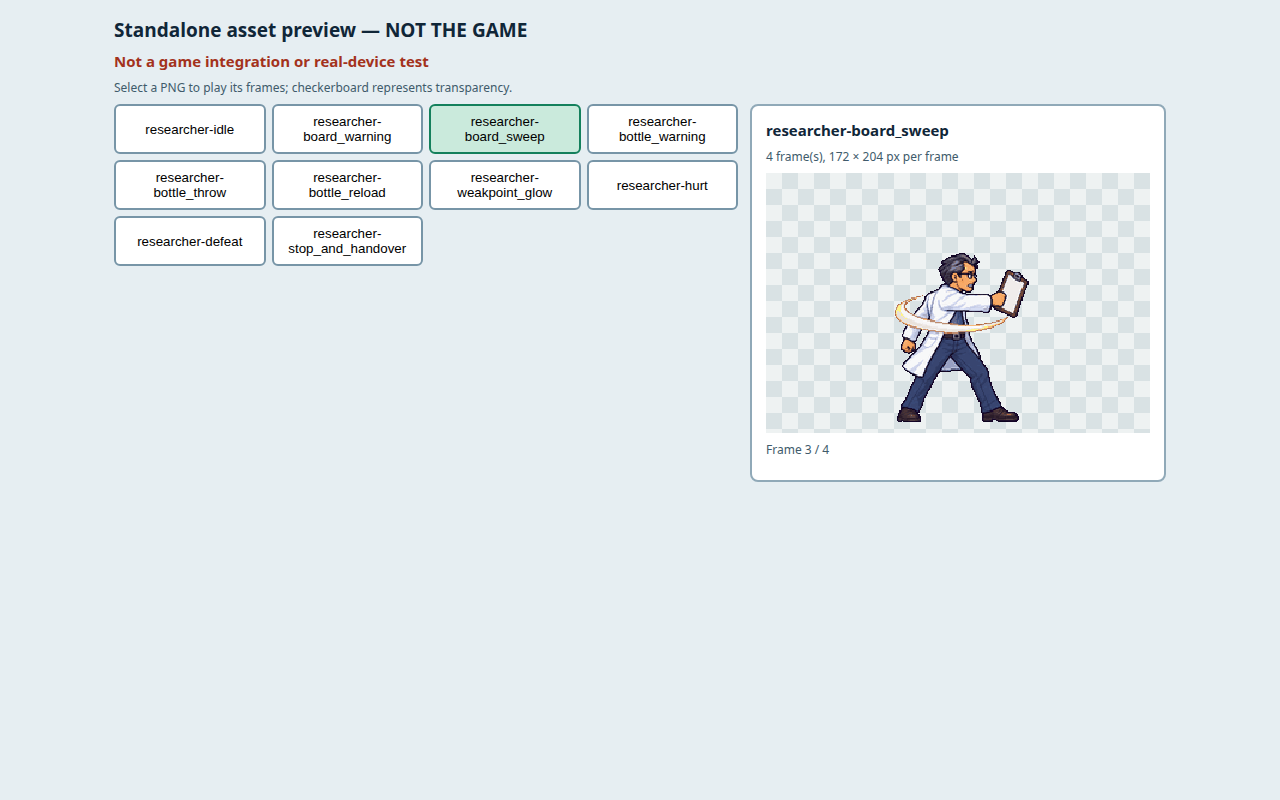 Standalone asset preview — NOT THE GAME
Not a game integration or real-device test
Select a PNG to play its frames; checkerboard represents transparency.
researcher-idle
researcher-
board_warning
researcher-
board_sweep
researcher-
bottle_warning
researcher-
bottle_throw
researcher-
bottle_reload
researcher-
weakpoint_glow
researcher-hurt
researcher-defeat
researcher-
stop_and_handover
researcher-board_sweep
4 frame(s), 172 × 204 px per frame
Frame 3 / 4